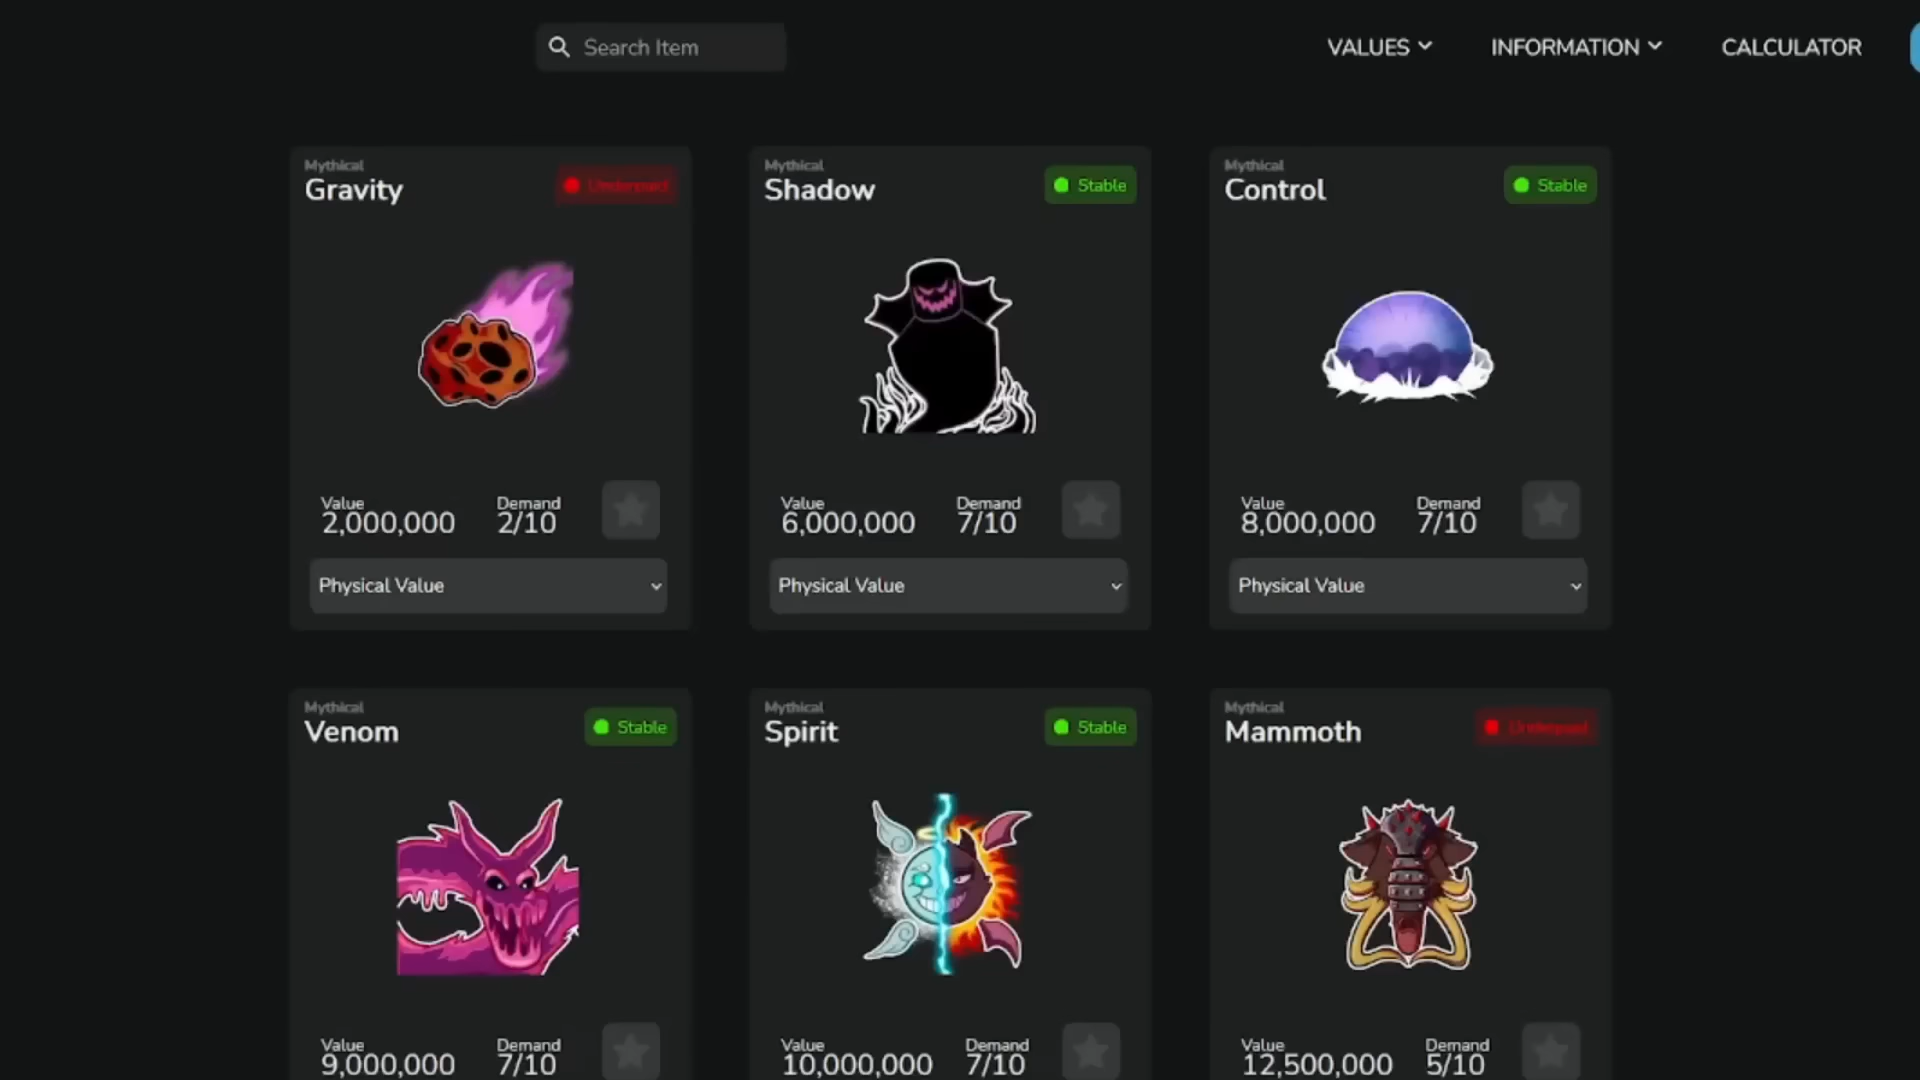 Search Item
VALUES
INFORMATION
CALCULATOR
Mythical
Gravity
Underpaid
Mythical
Shadow
Stable
Mythical
Control
Stable
Value
2,000,000
Demand
2/10
Physical Value
Value
6,000,000
Demand
7/10
Physical Value
Value
8,000,000
Demand
7/10
Physical Value
Mythical
Venom
Stable
Mythical
Spirit
Stable
Mythical
Mammoth
Underpaid
Value
9,000,000
Demand
7/10
Value
10,000,000
Demand
7/10
Value
12,500,000
Demand
5/10